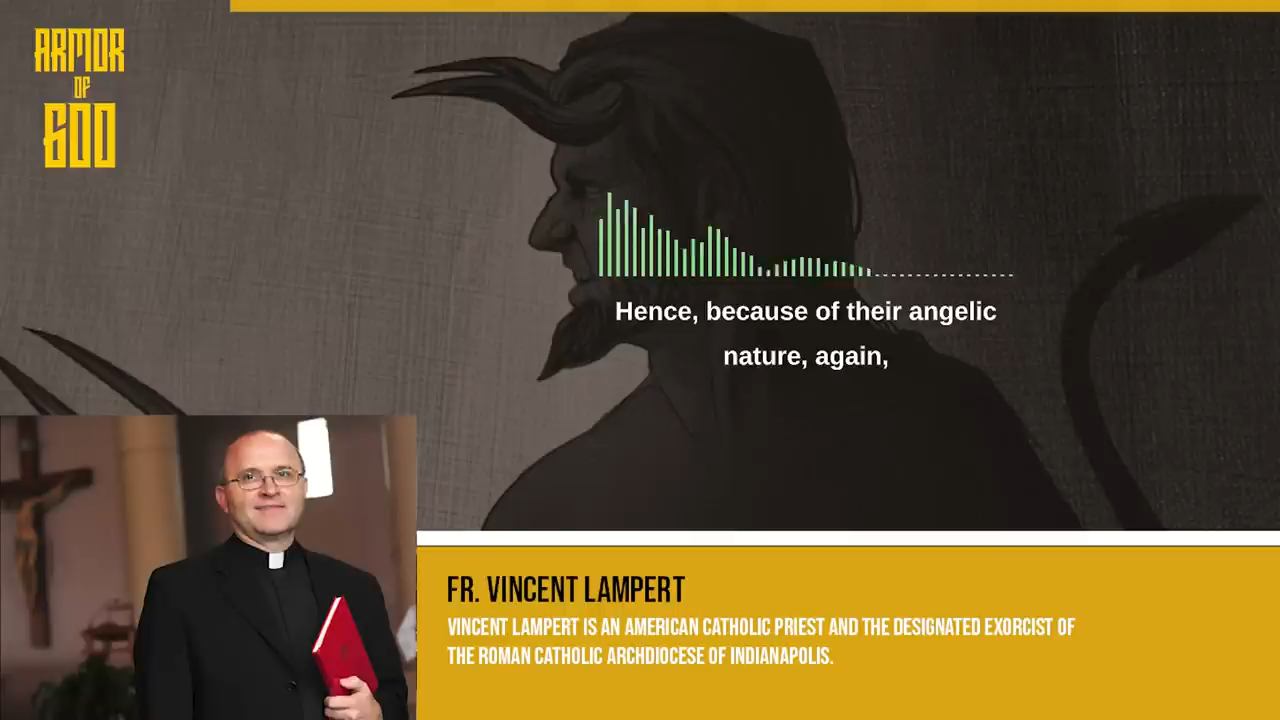 ARMOR
OF
GOD
Hence, because of their angelic
nature, again,
FR. VINCENT LAMPERT
VINCENT LAMPERT IS AN AMERICAN CATHOLIC PRIEST AND THE DESIGNATED EXORCIST OF
THE ROMAN CATHOLIC ARCHDIOCESE OF INDIANAPOLIS.